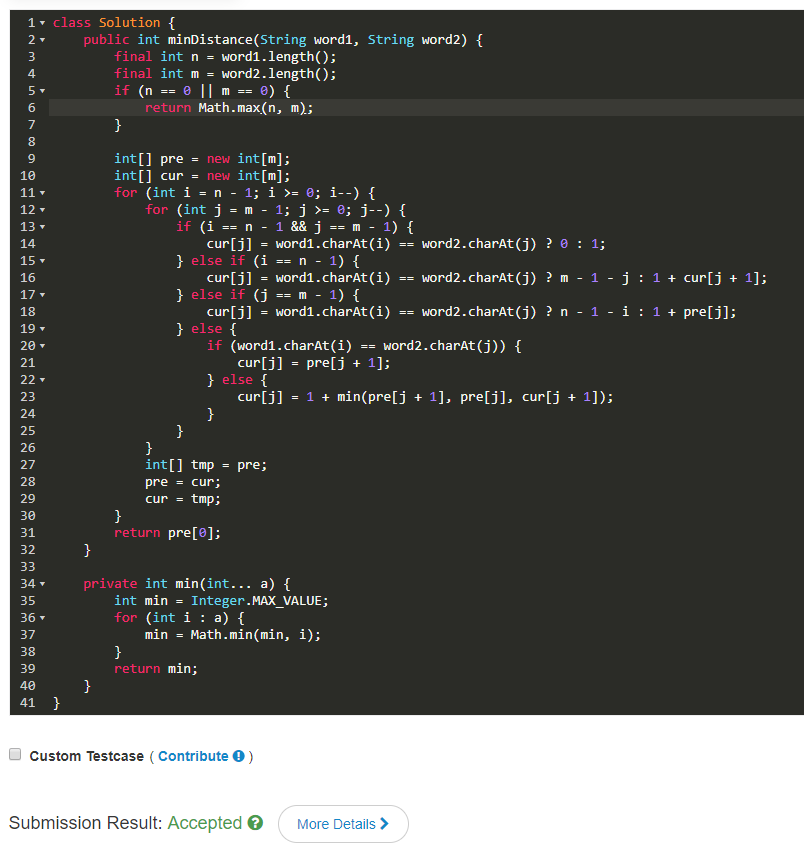 1 class Solution {
2     public int minDistance(String word1, String word2) {
3         final int n = word1.length();
4         final int m = word2.length();
5         if (n == 0 || m == 0) {
6             return Math.max(n, m);
7         }
8
9         int[] pre = new int[m];
10         int[] cur = new int[m];
11         for (int i = n - 1; i >= 0; i--) {
12             for (int j = m - 1; j >= 0; j--) {
13                 if (i == n - 1 && j == m - 1) {
14                     cur[j] = word1.charAt(i) == word2.charAt(j) ? 0 : 1;
15                 } else if (i == n - 1) {
16                     cur[j] = word1.charAt(i) == word2.charAt(j) ? m - 1 - j : 1 + cur[j + 1];
17                 } else if (j == m - 1) {
18                     cur[j] = word1.charAt(i) == word2.charAt(j) ? n - 1 - i : 1 + pre[j];
19                 } else {
20                     if (word1.charAt(i) == word2.charAt(j)) {
21                         cur[j] = pre[j + 1];
22                     } else {
23                         cur[j] = 1 + min(pre[j + 1], pre[j], cur[j + 1]);
24                     }
25                 }
26             }
27             int[] tmp = pre;
28             pre = cur;
29             cur = tmp;
30         }
31         return pre[0];
32     }
33
34     private int min(int... a) {
35         int min = Integer.MAX_VALUE;
36         for (int i : a) {
37             min = Math.min(min, i);
38         }
39         return min;
40     }
41 }
Custom Testcase ( Contribute )
Submission Result: Accepted More Details